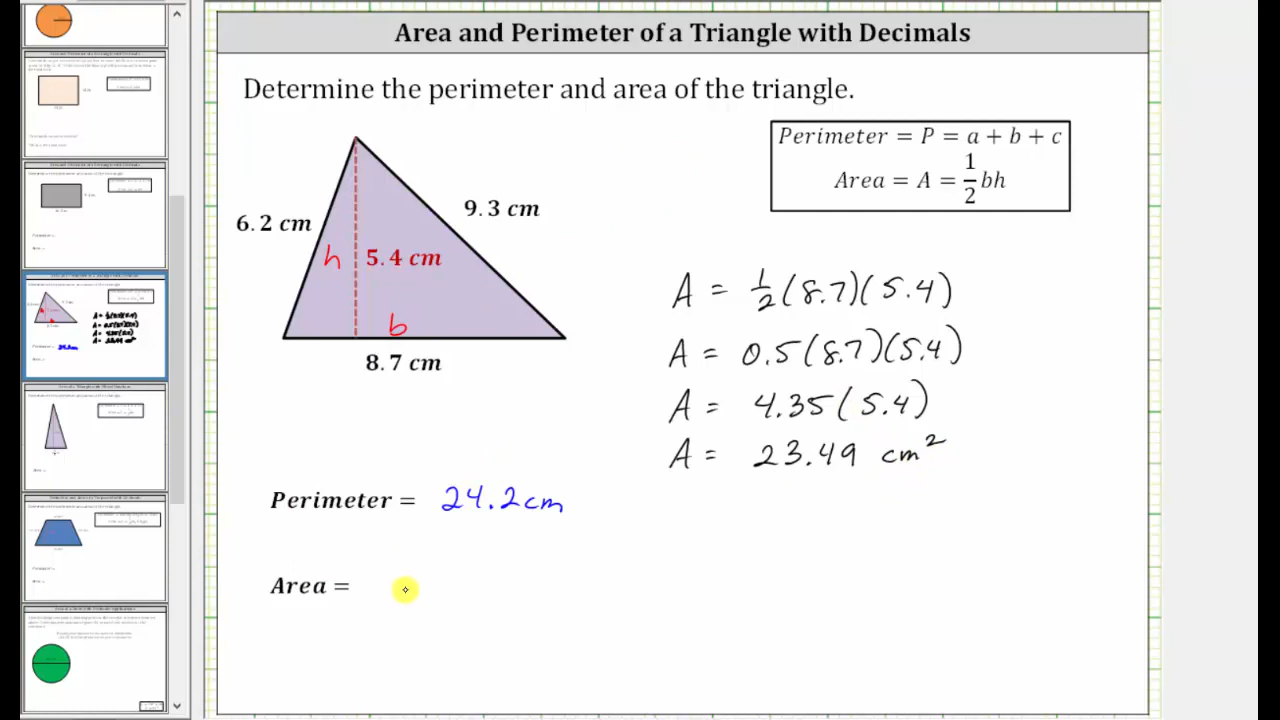 Area and Perimeter of a Triangle with Decimals
Determine the perimeter and area of the triangle.
Perimeter = P = a + b + c
Area = A = 1/2 bh
6.2 cm
9.3 cm
h
5.4 cm
b
8.7 cm
A = 1/2 (8.7)(5.4)
A = 0.5(8.7)(5.4)
A = 4.35(5.4)
A = 23.49 cm²
Perimeter = 24.2cm
Area =